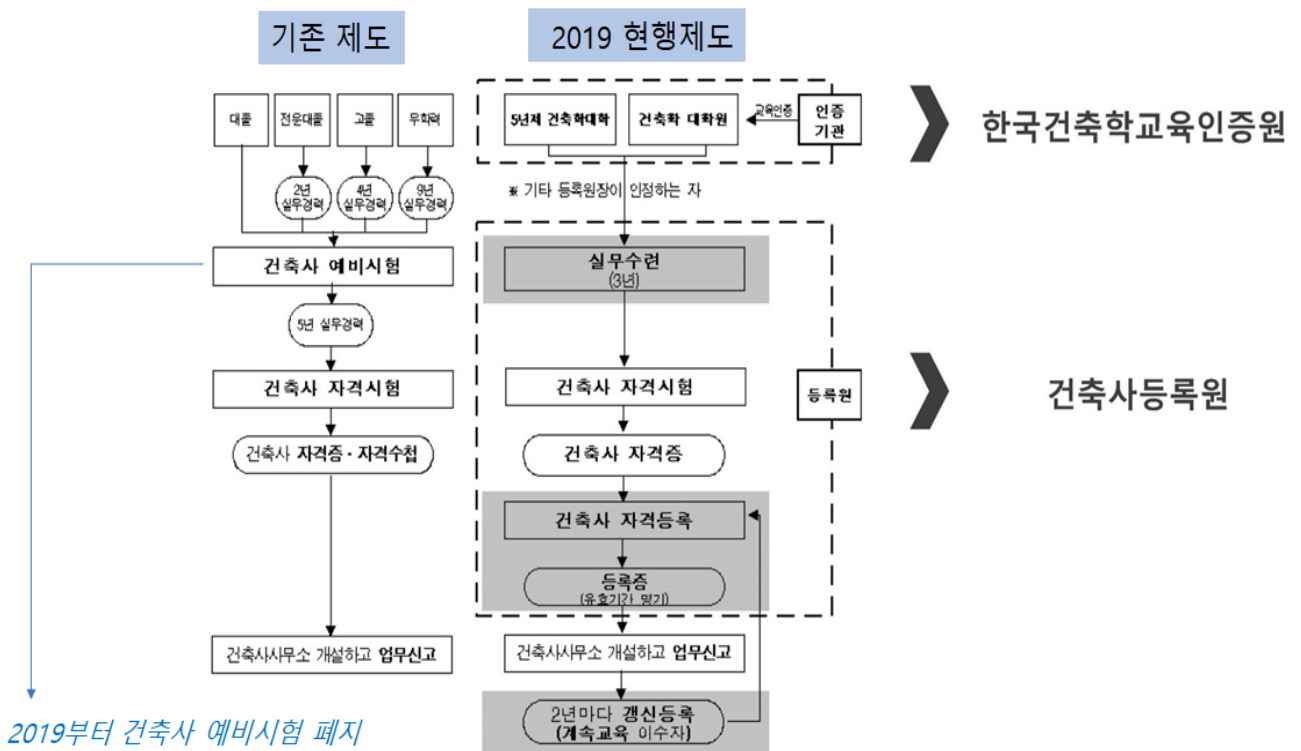 기존 제도
2019 현행제도
대졸
전문대졸
고졸
무학력
2년
실무경력
4년
실무경력
9년
실무경력
건축사 예비시험
5년 실무경력
건축사 자격시험
건축사 자격증 · 자격수첩
건축사사무소 개설하고 업무신고
2019부터 건축사 예비시험 폐지
5년제 건축학대학
건축학 대학원
교육인증
인증
기관
※ 기타 등록원장이 인정하는 자
실무수련
(3년)
건축사 자격시험
건축사 자격증
건축사 자격등록
등록증
(유효기간 명기)
등록원
건축사사무소 개설하고 업무신고
2년마다 갱신등록
(계속교육 이수자)
한국건축학교육인증원
건축사등록원